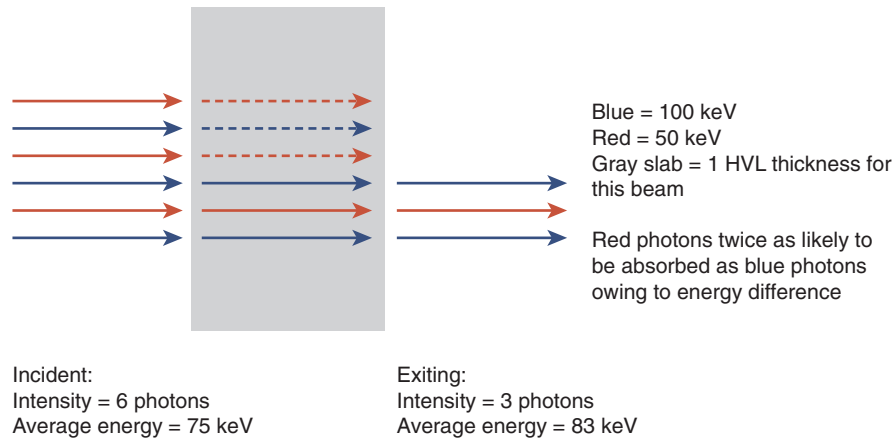 Blue = 100 keV
Red = 50 keV
Gray slab = 1 HVL thickness for
this beam
Red photons twice as likely to
be absorbed as blue photons
owing to energy difference
Incident:
Intensity = 6 photons
Average energy = 75 keV
Exiting:
Intensity = 3 photons
Average energy = 83 keV